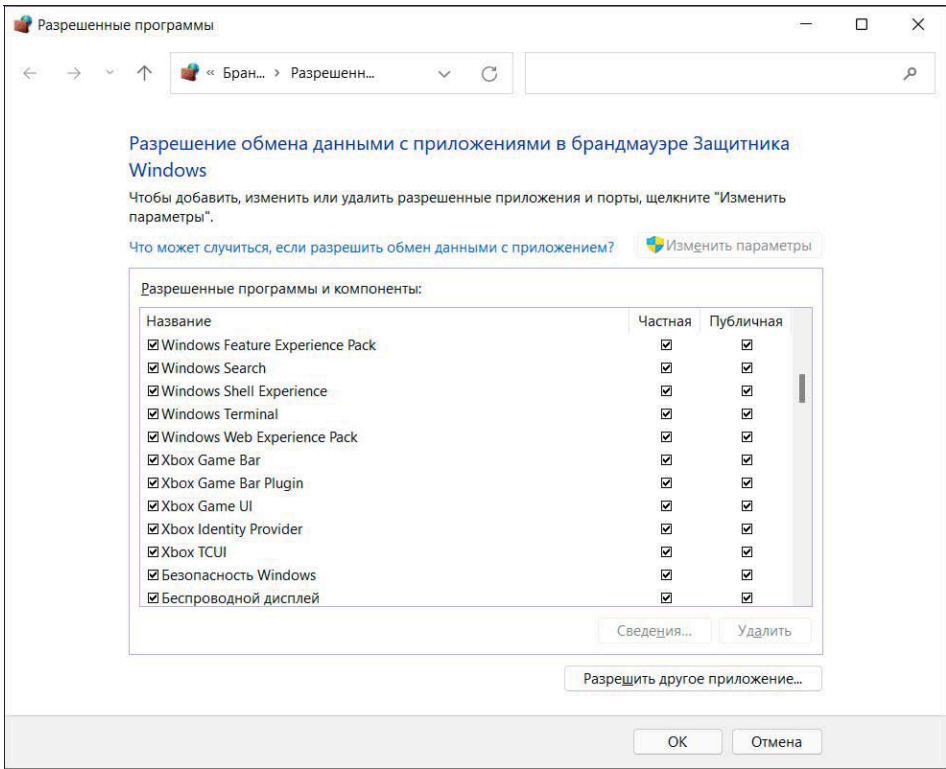 Разрешенные программы
« Бран... › Разрешенн...
Разрешение обмена данными с приложениями в брандмауэре Защитника
Windows
Чтобы добавить, изменить или удалить разрешенные приложения и порты, щелкните "Изменить
параметры".
Что может случиться, если разрешить обмен данными с приложением? Изменить параметры
Разрешенные программы и компоненты:
Название Частная Публичная
Windows Feature Experience Pack
Windows Search
Windows Shell Experience
Windows Terminal
Windows Web Experience Pack
Xbox Game Bar
Xbox Game Bar Plugin
Xbox Game UI
Xbox Identity Provider
Xbox TCUI
Безопасность Windows
Беспроводной дисплей
Сведения... Удалить
Разрешить другое приложение...
ОК Отмена